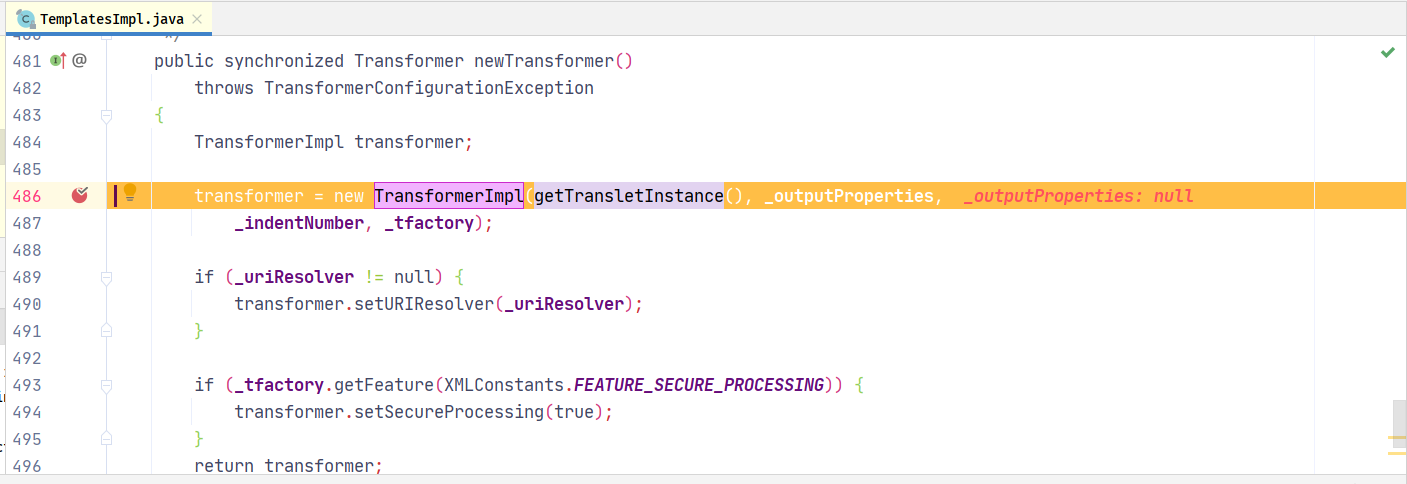 TemplatesImpl.java
480 */
481 @ public synchronized Transformer newTransformer()
482 throws TransformerConfigurationException
483 {
484 TransformerImpl transformer;
485
486 transformer = new TransformerImpl(getTransletInstance(), _outputProperties, _outputProperties: null
487 _indentNumber, _tfactory);
488
489 if (_uriResolver != null) {
490 transformer.setURIResolver(_uriResolver);
491 }
492
493 if (_tfactory.getFeature(XMLConstants.FEATURE_SECURE_PROCESSING)) {
494 transformer.setSecureProcessing(true);
495 }
496 return transformer;